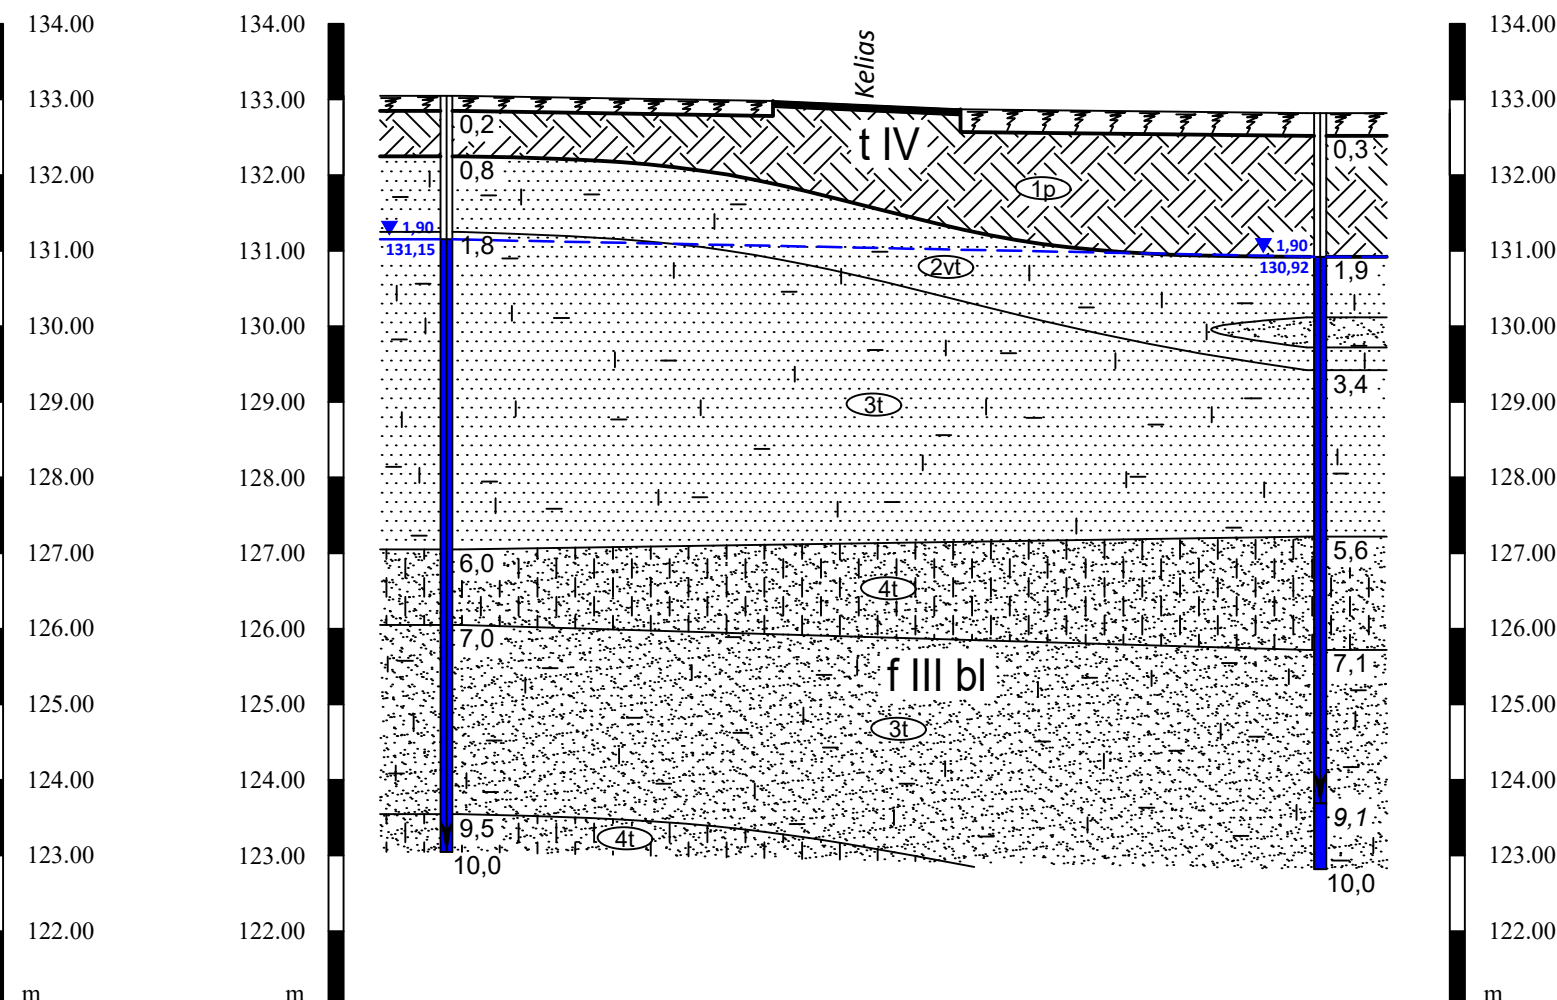 134.00 134.00 134.00
Kelias
133.00 133.00 133.00
0,2
t IV
0,3
132.00 132.00 132.00
0,8
1p
1,90
131.00 131.00 131.00
131,15
1,8
1,90
2vt
130,92
1,9
130.00 130.00 130.00
3,4
129.00 129.00 129.00
3t
128.00 128.00 128.00
127.00 127.00 127.00
6,0
5,6
4t
126.00 126.00 126.00
7,0
7,1
f III bl
125.00 125.00 125.00
3t
124.00 124.00 124.00
9,5
9,1
4t
123.00 123.00 123.00
10,0
10,0
122.00 122.00 122.00
m m m